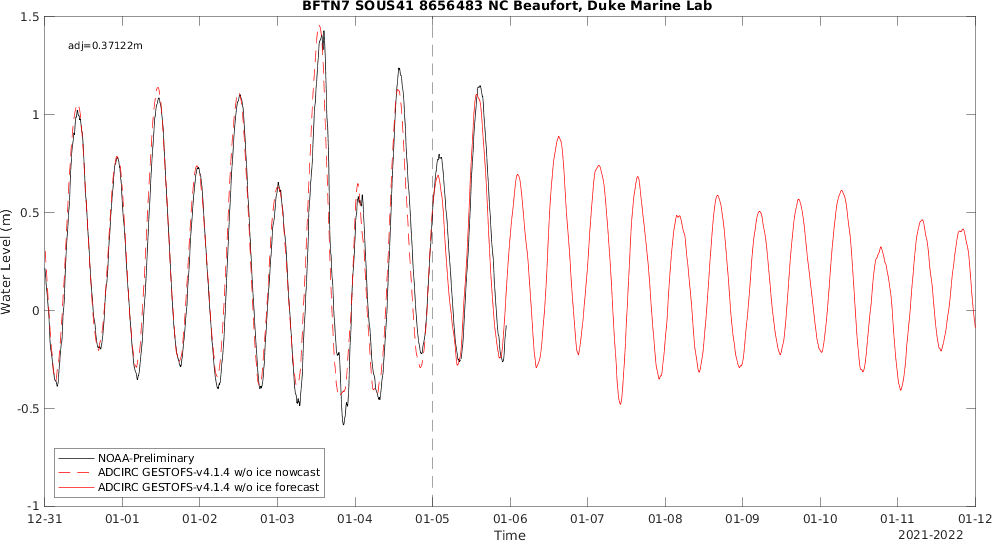 BFTN7 SOUS41 8656483 NC Beaufort, Duke Marine Lab
adj=0.37122m
Water Level (m)
1.5
1
0.5
0
-0.5
-1
NOAA-Preliminary
ADCIRC GESTOFS-v4.1.4 w/o ice nowcast
ADCIRC GESTOFS-v4.1.4 w/o ice forecast
12-31 01-01 01-02 01-03 01-04 01-05 01-06 01-07 01-08 01-09 01-10 01-11 01-12
Time
2021-2022